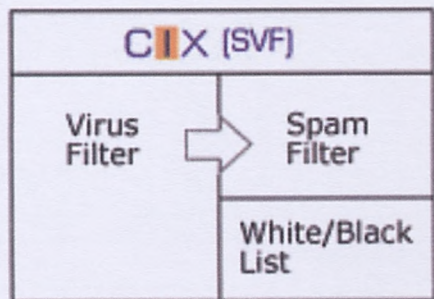 CIX (SVF)
Virus
Filter
Spam
Filter
White/Black
List